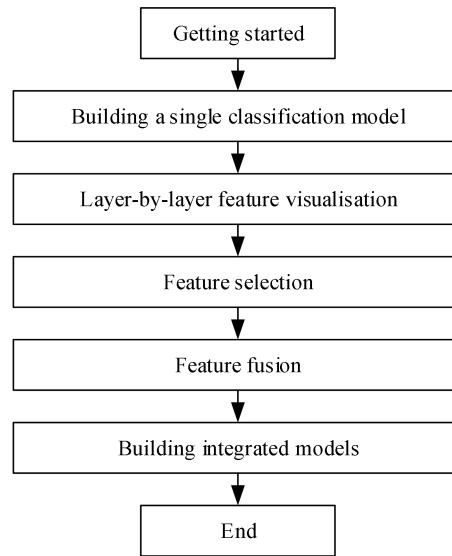 Getting started
Building a single classification model
Layer-by-layer feature visualisation
Feature selection
Feature fusion
Building integrated models
End